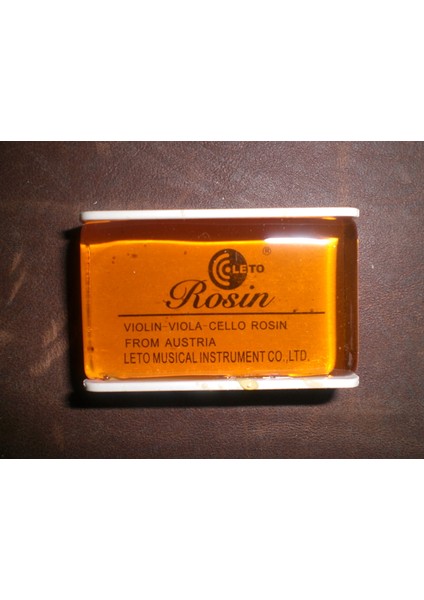 LETO ®
Rosin
VIOLIN-VIOLA-CELLO ROSIN
FROM AUSTRIA
LETO MUSICAL INSTRUMENT CO.,LTD.